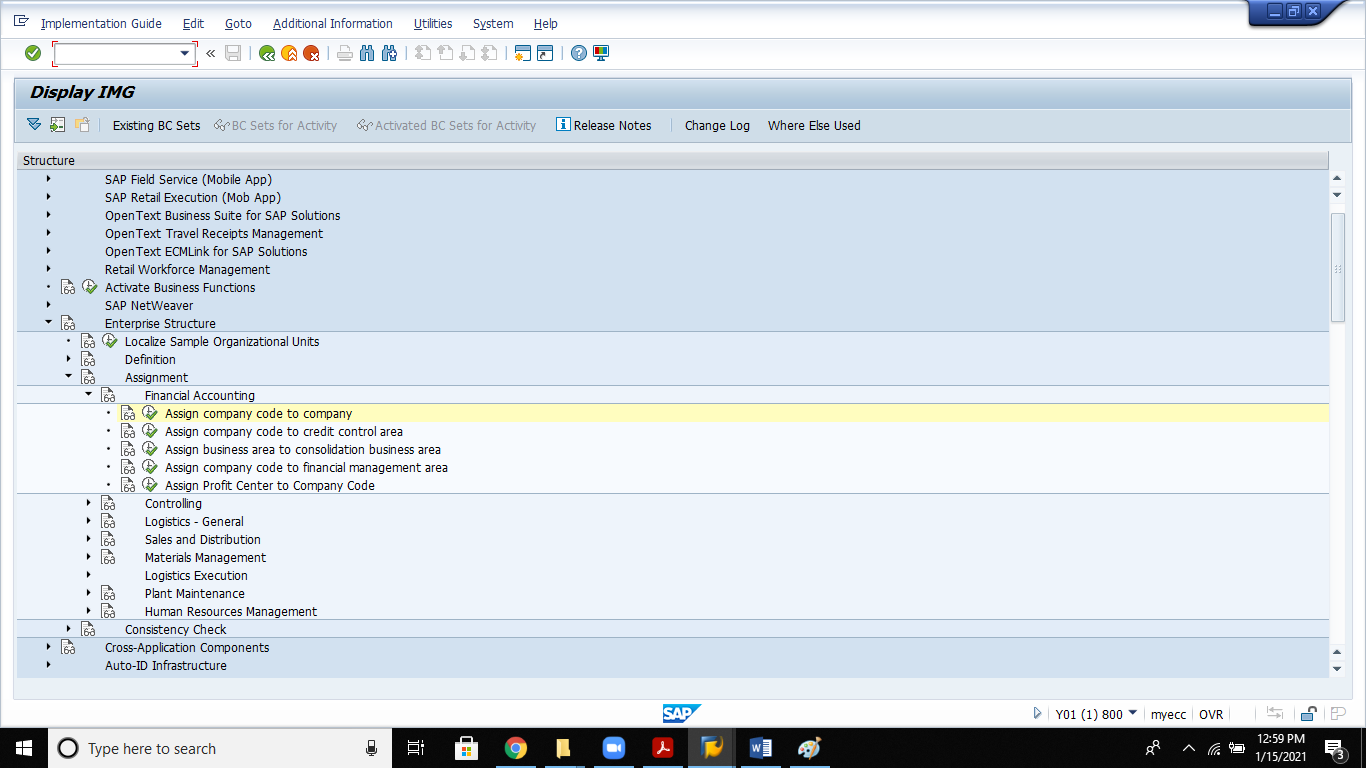 Implementation Guide Edit Goto Additional Information Utilities System Help
Display IMG
Existing BC Sets BC Sets for Activity Activated BC Sets for Activity Release Notes Change Log Where Else Used
Structure
SAP Field Service (Mobile App)
SAP Retail Execution (Mob App)
OpenText Business Suite for SAP Solutions
OpenText Travel Receipts Management
OpenText ECMLink for SAP Solutions
Retail Workforce Management
Activate Business Functions
SAP NetWeaver
Enterprise Structure
Localize Sample Organizational Units
Definition
Assignment
Financial Accounting
Assign company code to company
Assign company code to credit control area
Assign business area to consolidation business area
Assign company code to financial management area
Assign Profit Center to Company Code
Controlling
Logistics - General
Sales and Distribution
Materials Management
Logistics Execution
Plant Maintenance
Human Resources Management
Consistency Check
Cross-Application Components
Auto-ID Infrastructure
SAP Y01 (1) 800 myecc OVR
Type here to search
12:59 PM
1/15/2021
3